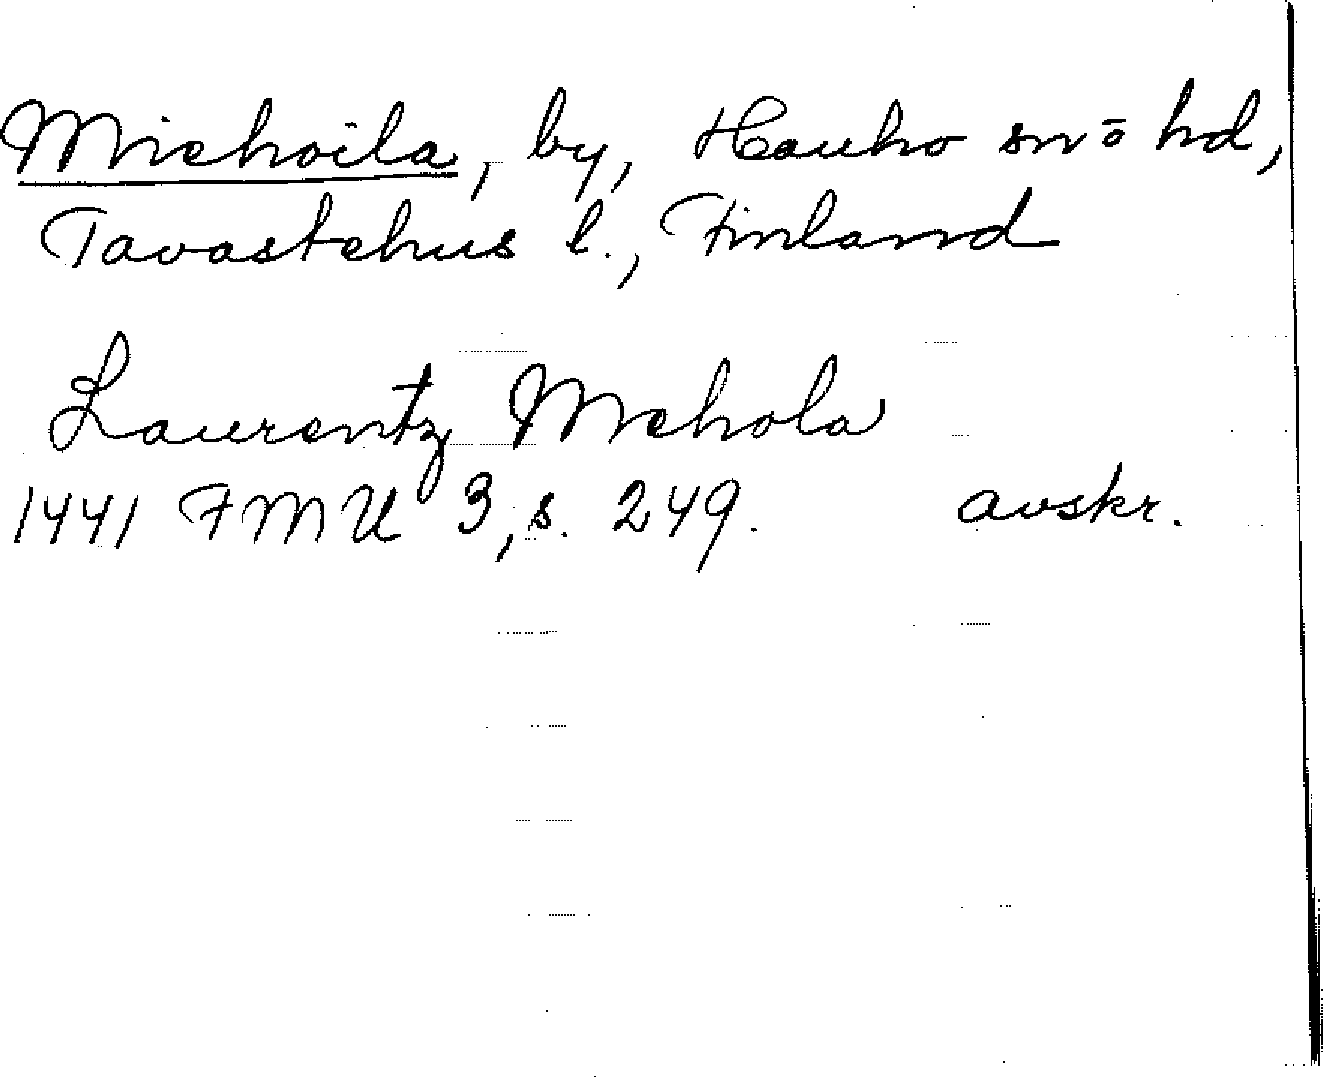 Miehoila, by, Hauho sn o hd,
Tavastehus l., Finland
Laurentz Mehola
1441 FMU 3, s. 249. avskr.